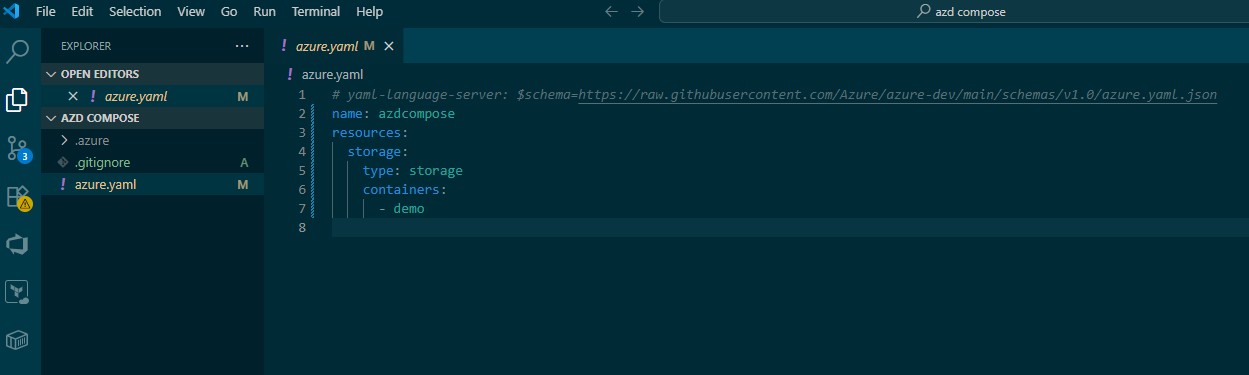 File Edit Selection View Go Run Terminal Help
azd compose
EXPLORER
OPEN EDITORS
azure.yaml M
AZD COMPOSE
.azure
.gitignore A
azure.yaml M
3
azure.yaml M
azure.yaml
1 # yaml-language-server: $schema=https://raw.githubusercontent.com/Azure/azure-dev/main/schemas/v1.0/azure.yaml.json
2 name: azdcompose
3 resources:
4 storage:
5 type: storage
6 containers:
7 - demo
8